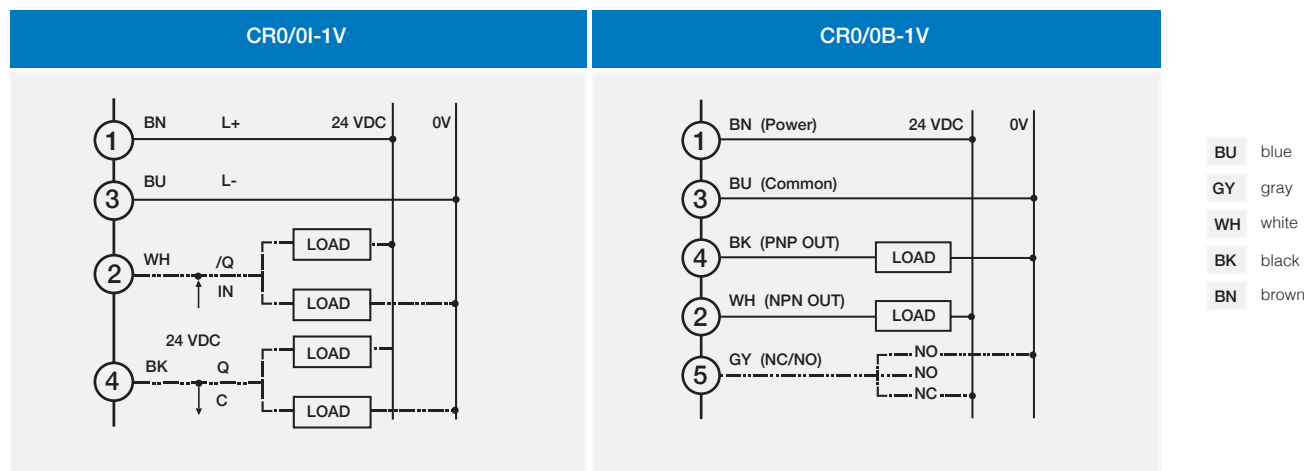 CR0/0I-1V
1 BN L+ 24 VDC 0V
3 BU L-
LOAD
2 WH /Q
IN
LOAD
24 VDC
LOAD
4 BK Q
C
LOAD
CR0/0B-1V
1 BN (Power) 24 VDC 0V
3 BU (Common)
4 BK (PNP OUT) LOAD
2 WH (NPN OUT) LOAD
5 GY (NC/NO) NO
NO
NC
BU blue
GY gray
WH white
BK black
BN brown